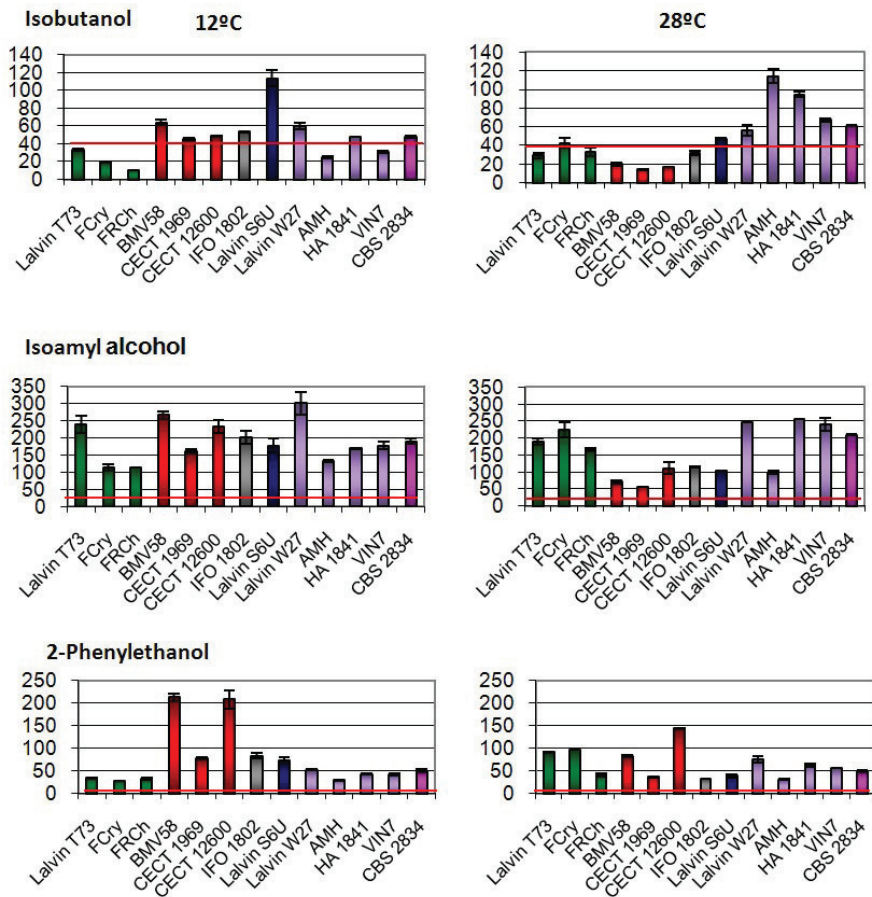 Isobutanol
12ºC
28ºC
140
120
100
80
60
40
20
0
Lalvin T73
FCry
FRCh
BMV58
CECT 1969
CECT 12600
IFO 1802
Lalvin S6U
Lalvin W27
AMH
HA 1841
VIN7
CBS 2834
140
120
100
80
60
40
20
0
Lalvin T73
FCry
FRCh
BMV58
CECT 1969
CECT 12600
IFO 1802
Lalvin S6U
Lalvin W27
AMH
HA 1841
VIN7
CBS 2834
Isoamyl alcohol
350
300
250
200
150
100
50
0
Lalvin T73
FCry
FRCh
BMV58
CECT 1969
CECT 12600
IFO 1802
Lalvin S6U
Lalvin W27
AMH
HA 1841
VIN7
CBS 2834
350
300
250
200
150
100
50
0
Lalvin T73
FCry
FRCh
BMV58
CECT 1969
CECT 12600
IFO 1802
Lalvin S6U
Lalvin W27
AMH
HA 1841
VIN7
CBS 2834
2-Phenylethanol
250
200
150
100
50
0
Lalvin T73
FCry
FRCh
BMV58
CECT 1969
CECT 12600
IFO 1802
Lalvin S6U
Lalvin W27
AMH
HA 1841
VIN7
CBS 2834
250
200
150
100
50
0
Lalvin T73
FCry
FRCh
BMV58
CECT 1969
CECT 12600
IFO 1802
Lalvin S6U
Lalvin W27
AMH
HA 1841
VIN7
CBS 2834